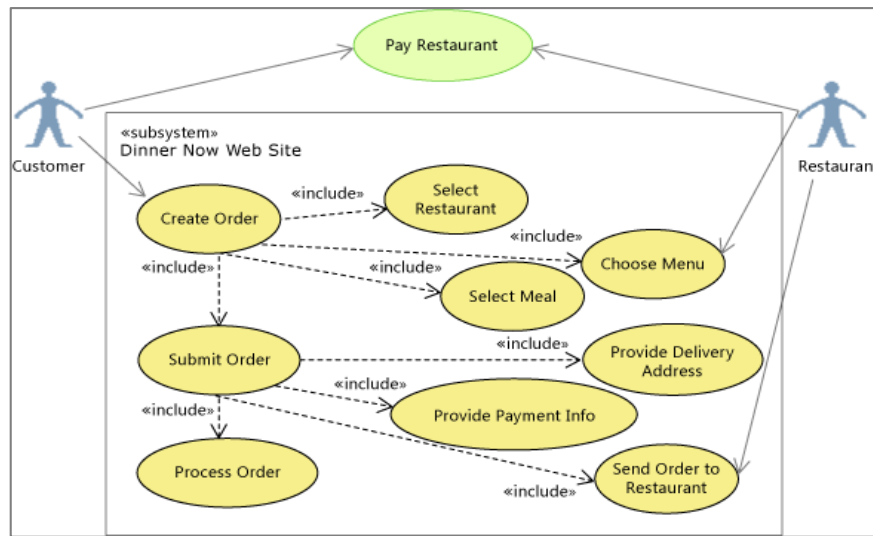 Pay Restaurant
Customer
Restauran
«subsystem»
Dinner Now Web Site
Create Order
«include»
Select
Restaurant
«include»
Choose Menu
«include»
«include»
Select Meal
Submit Order
«include»
Provide Delivery
Address
«include»
Provide Payment Info
«include»
Process Order
Send Order to
Restaurant
«include»